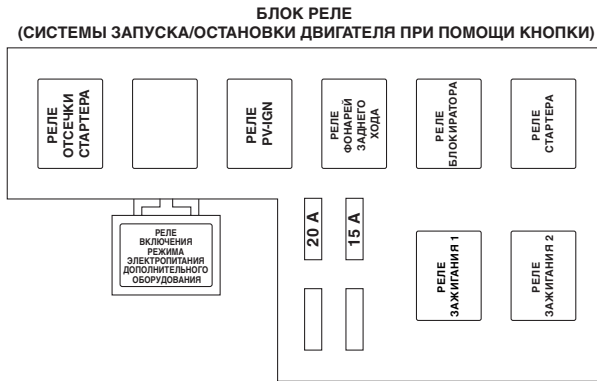 БЛОК РЕЛЕ
(СИСТЕМЫ ЗАПУСКА/ОСТАНОВКИ ДВИГАТЕЛЯ ПРИ ПОМОЩИ КНОПКИ)
РЕЛЕ
ОТСЕЧКИ
СТАРТЕРА
РЕЛЕ
PV-IGN
РЕЛЕ
ФОНАРЕЙ
ЗАДНЕГО
ХОДА
РЕЛЕ
БЛОКИРАТОРА
РЕЛЕ
СТАРТЕРА
РЕЛЕ
ВКЛЮЧЕНИЯ
РЕЖИМА
ЭЛЕКТРОПИТАНИЯ
ДОПОЛНИТЕЛЬНОГО
ОБОРУДОВАНИЯ
20 А
15 А
РЕЛЕ
ЗАЖИГАНИЯ 1
РЕЛЕ
ЗАЖИГАНИЯ 2